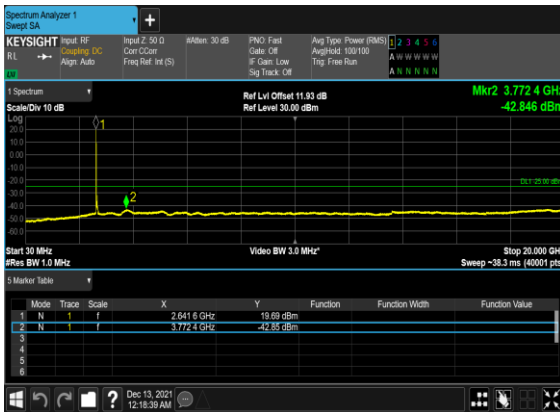 Spectrum Analyzer 1
Swept SA
+
KEYSIGHT Input: RF Input Z: 50 Ω #Atten: 30 dB PNO: Fast Avg Type: Power (RMS) 1 2 3 4 5 6
RL Coupling: DC Corr CCorr Gate: Off Avg|Hold: 100/100 A W W W W W
Align: Auto Freq Ref: Int (S) IF Gain: Low Trig: Free Run
Sig Track: Off A N N N N N
1 Spectrum Ref Lvl Offset 11.93 dB Mkr2 3.772 4 GHz
Scale/Div 10 dB Ref Level 30.00 dBm -42.846 dBm
Log
20.0
10.0
0.00
-10.0
-20.0
-30.0
-40.0
-50.0
-60.0
1
2
DL1 -25.00 dBm
Start 30 MHz Video BW 3.0 MHz* Stop 20.000 GHz
#Res BW 1.0 MHz Sweep ~38.3 ms (40001 pts)
5 Marker Table
Mode Trace Scale X Y Function Function Width Function Value
1 N 1 f 2.641 6 GHz 19.69 dBm
2 N 1 f 3.772 4 GHz -42.85 dBm
3
4
5
6
? Dec 13, 2021
12:18:39 AM